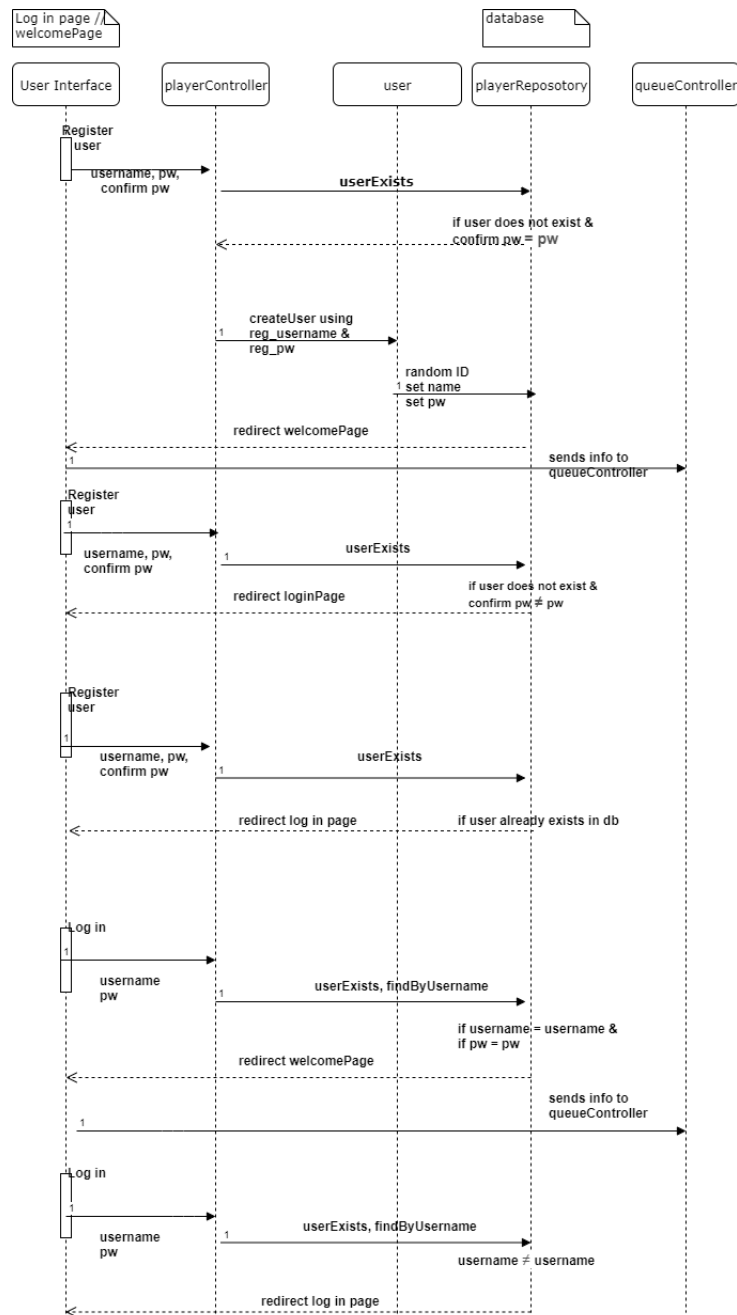 Log in page //
welcomePage
database
User Interface
playerController
user
playerReposotory
queueController
Register
user
username, pw,
confirm pw
userExists
if user does not exist &
confirm pw = pw
1
createUser using
reg_username &
reg_pw
1
random ID
set name
set pw
redirect welcomePage
1
sends info to
queueController
Register
user
1
username, pw,
confirm pw
1
userExists
if user does not exist &
confirm pw ≠ pw
redirect loginPage
Register
user
1
username, pw,
confirm pw
1
userExists
redirect log in page
if user already exists in db
Log in
1
username
pw
1
userExists, findByUsername
if username = username &
if pw = pw
redirect welcomePage
sends info to
queueController
1
Log in
1
username
pw
1
userExists, findByUsername
username ≠ username
redirect log in page